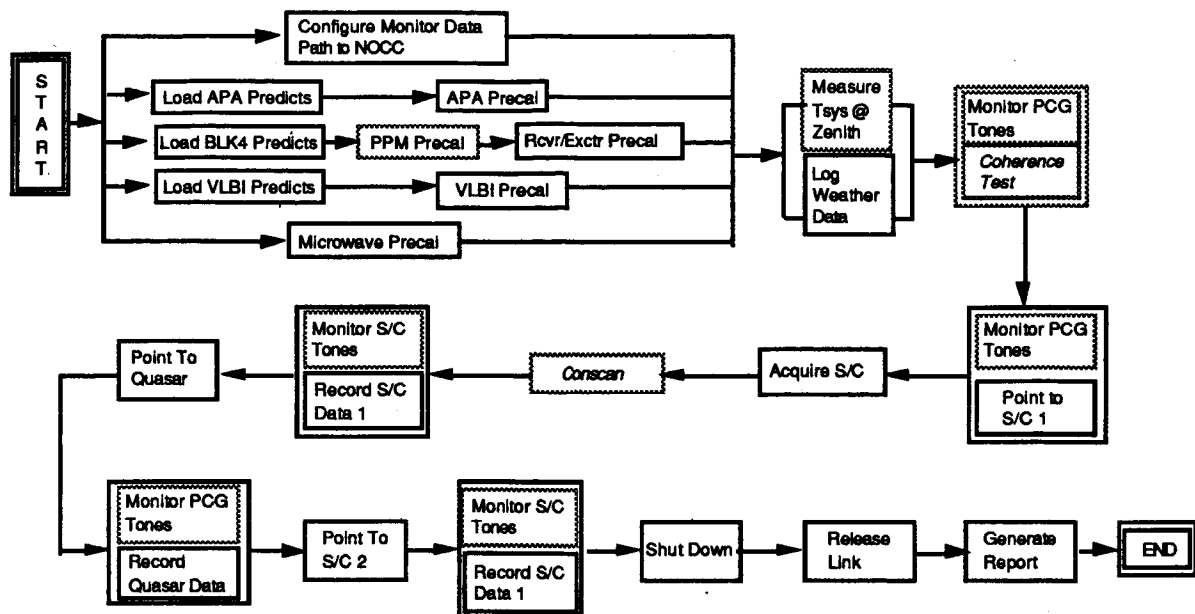 START
Configure Monitor Data
Path to NOCC
Load APA Predicts
APA Precal
Load BLK4 Predicts
PPM Precal
Rcvr/Exctr Precal
Load VLBI Predicts
VLBI Precal
Microwave Precal
Measure
Tsys @
Zenith
Log
Weather
Data
Monitor PCG
Tones
Coherence
Test
Monitor PCG
Tones
Point to
S/C 1
Acquire S/C
Conscan
Monitor S/C
Tones
Record S/C
Data 1
Point To
Quasar
Monitor PCG
Tones
Record
Quasar Data
Point To
S/C 2
Monitor S/C
Tones
Record S/C
Data 1
Shut Down
Release
Link
Generate
Report
END